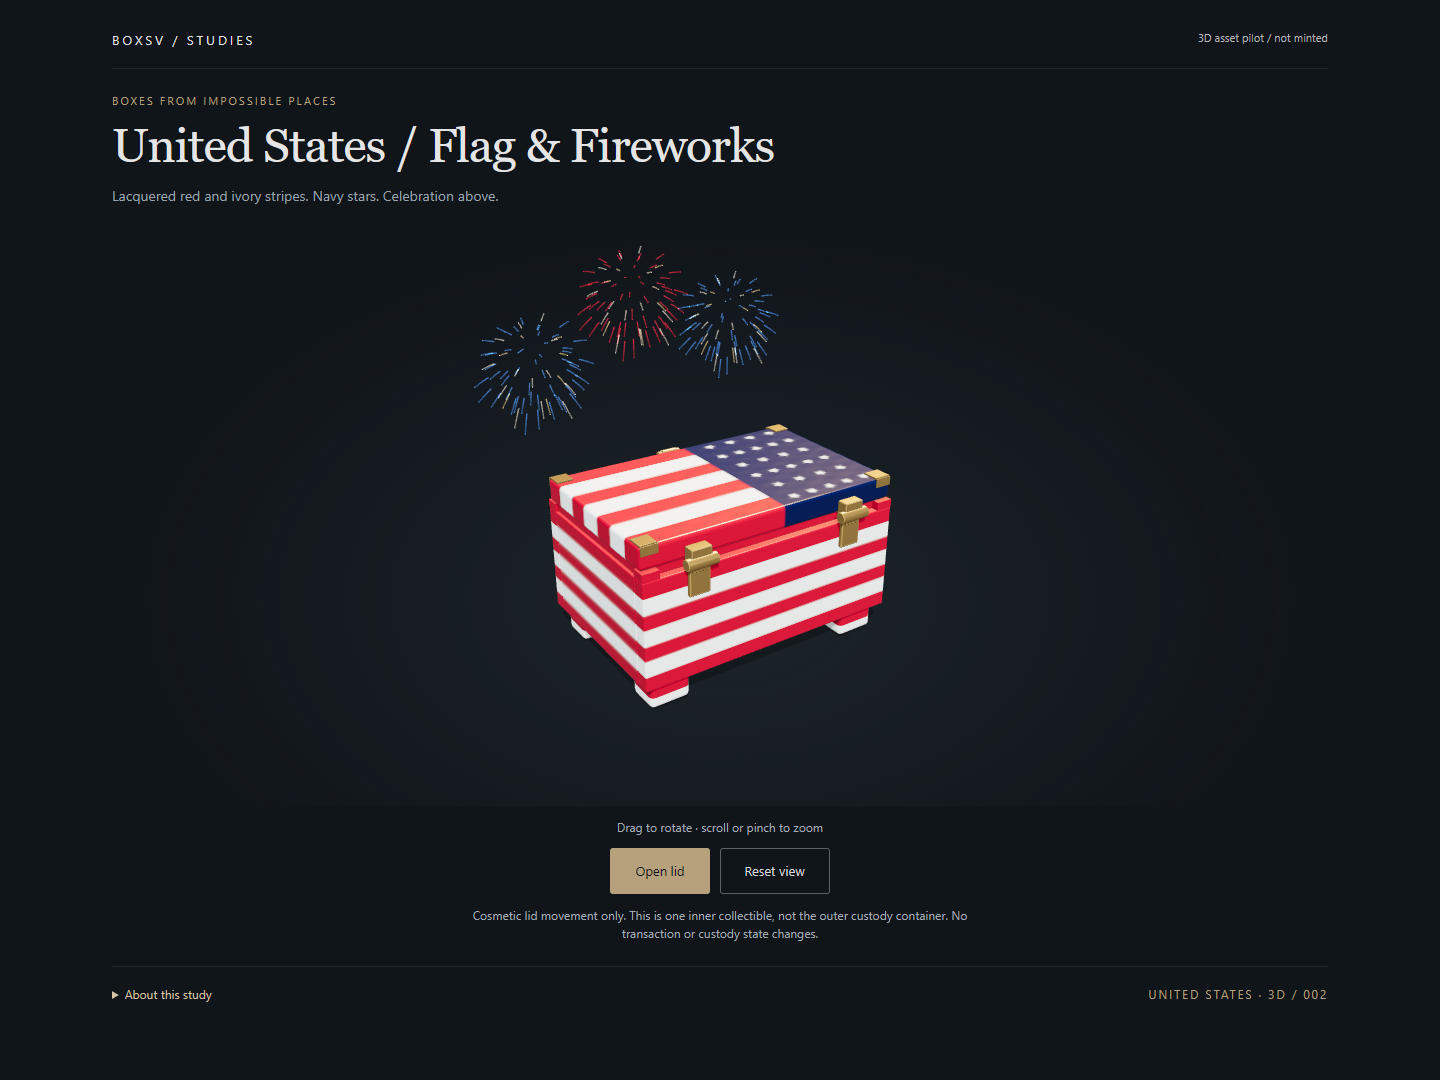 BOXSV / STUDIES
3D asset pilot / not minted
BOXES FROM IMPOSSIBLE PLACES
United States / Flag & Fireworks
Lacquered red and ivory stripes. Navy stars. Celebration above.
Drag to rotate · scroll or pinch to zoom
Open lid
Reset view
Cosmetic lid movement only. This is one inner collectible, not the outer custody container. No
transaction or custody state changes.
About this study
UNITED STATES · 3D / 002